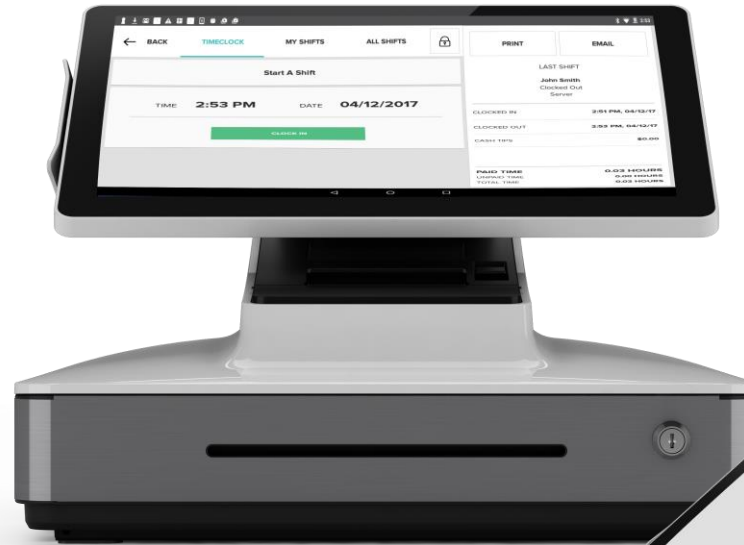 2:53
BACK TIMECLOCK MY SHIFTS ALL SHIFTS
PRINT EMAIL
Start A Shift
LAST SHIFT
John Smith
Clocked Out
Server
TIME 2:53 PM DATE 04/12/2017
CLOCK IN
CLOCKED IN 2:51 PM, 04/12/17
CLOCKED OUT 2:53 PM, 04/12/17
CASH TIPS $0.00
PAID TIME 0.03 HOURS
UNPAID TIME 0.00 HOURS
TOTAL TIME 0.03 HOURS